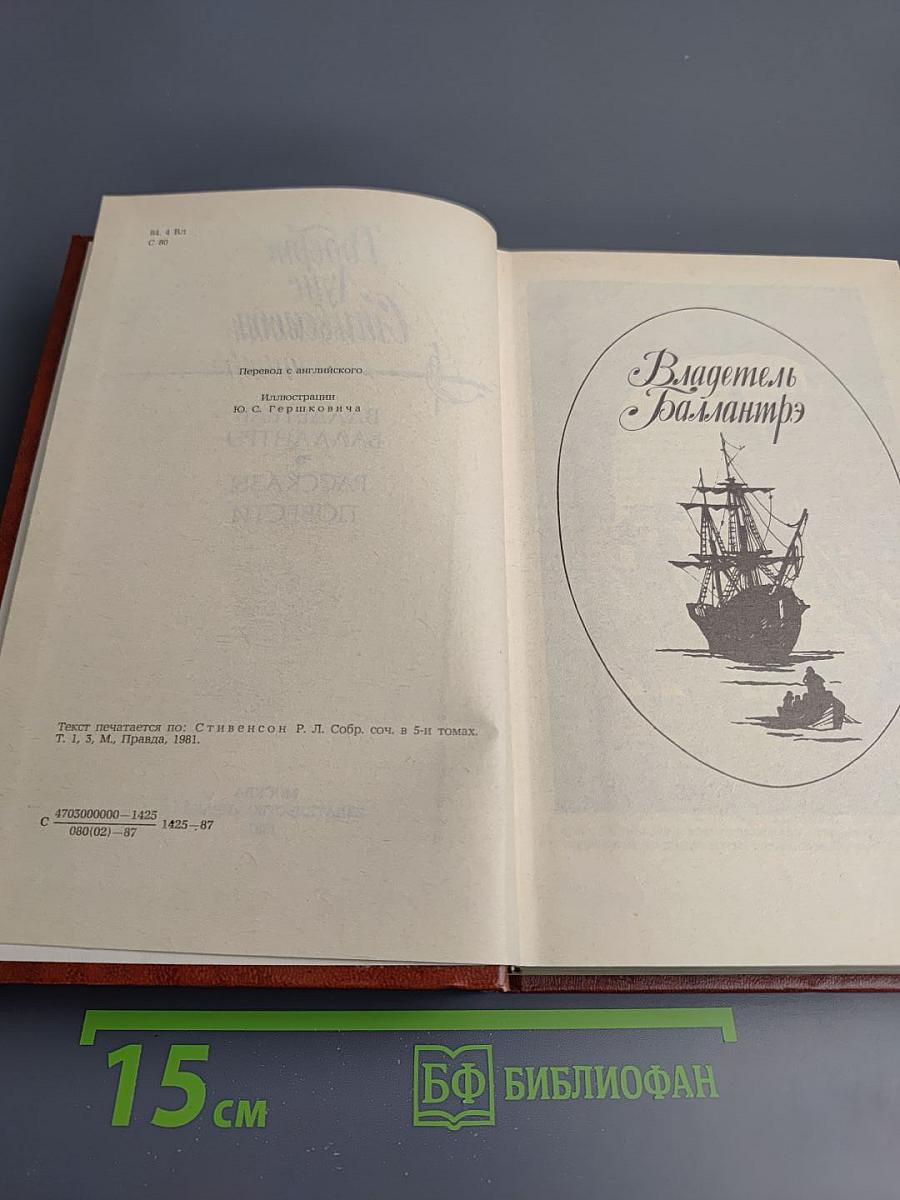 84. 4 Вл
С 80
Перевод с английского
Иллюстрации
Ю. С. Гершковича
Текст печатается по: Стивенсон Р. Л. Собр. соч. в 5-и томах.
Т. 1, 3, М., Правда, 1981.
С 4703000000—1425
080(02)—87
1425—87
Владетель
Баллантрэ
15 см
БФ БИБЛИОФАН